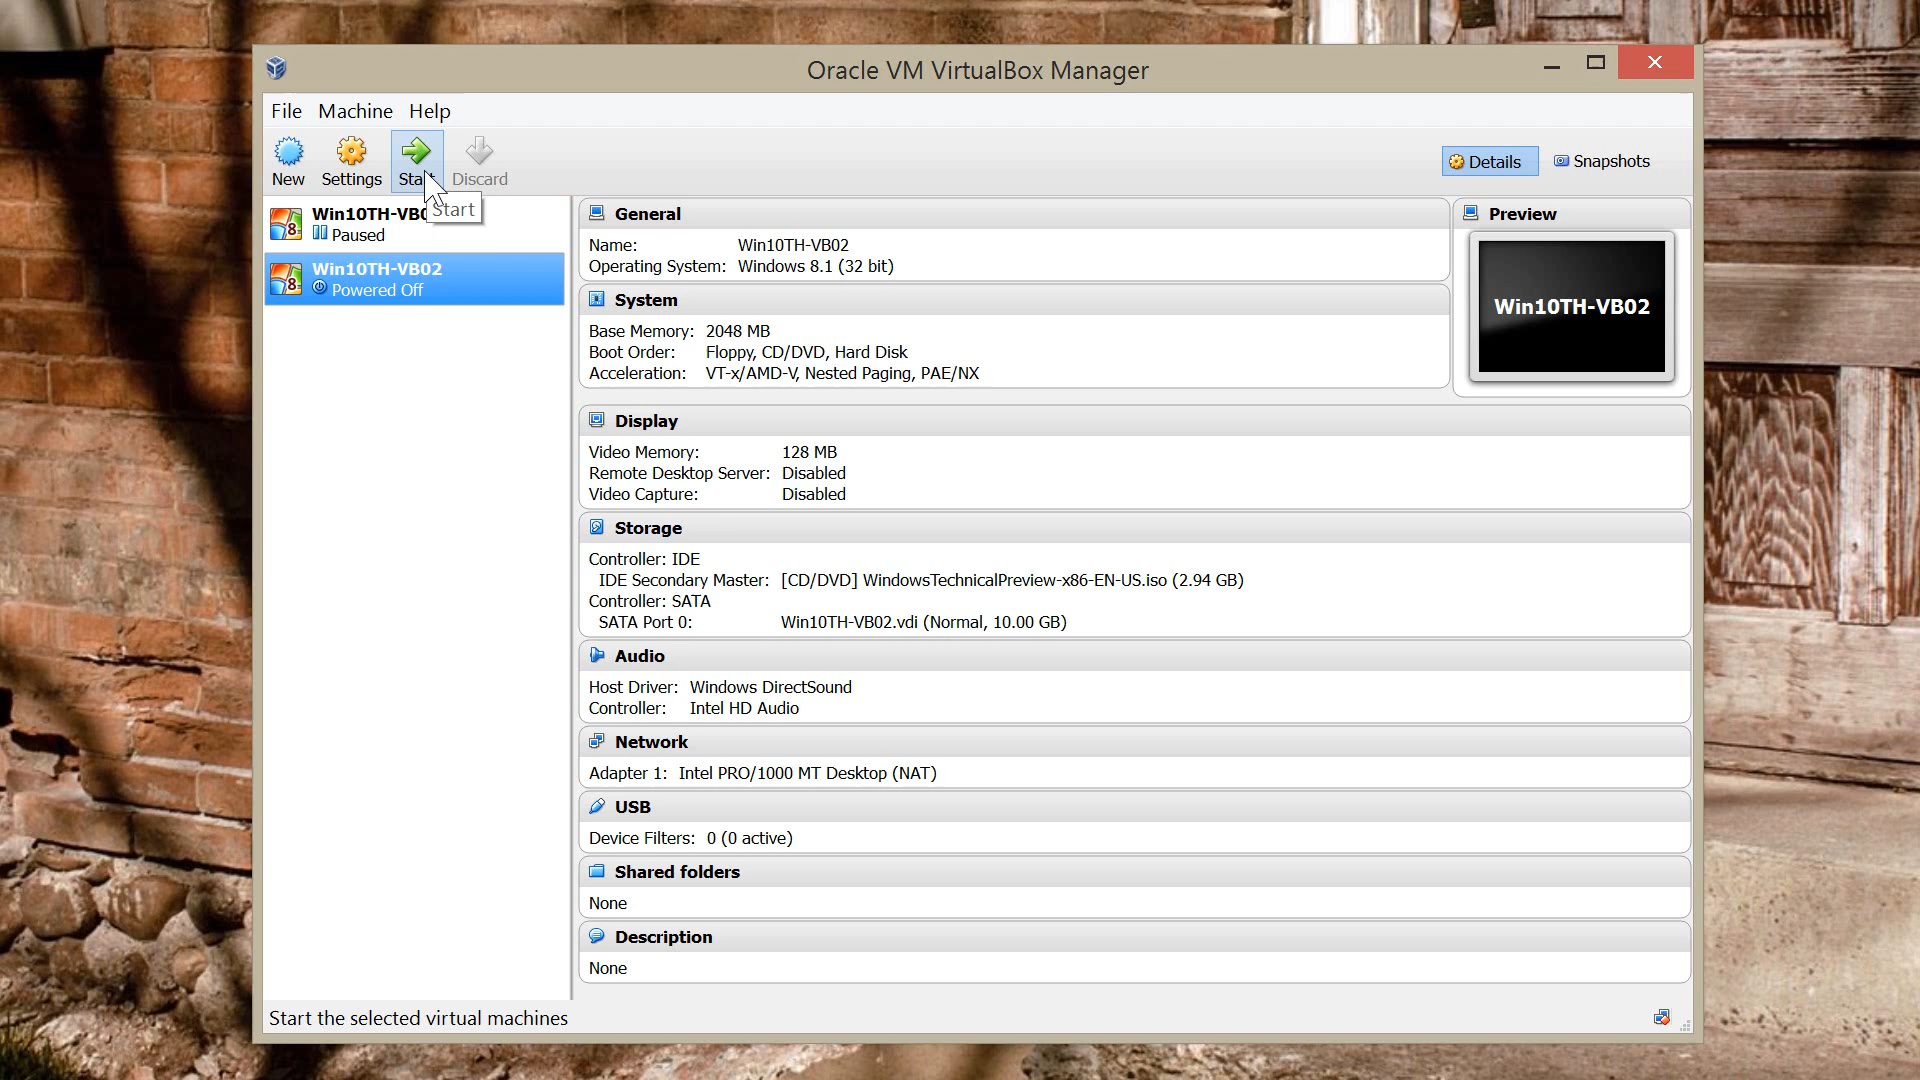 Oracle VM VirtualBox Manager
File Machine Help
New Settings Start Discard
Details Snapshots
Start
Win10TH-VB0
Paused
Win10TH-VB02
Powered Off
General
Name: Win10TH-VB02
Operating System: Windows 8.1 (32 bit)
System
Base Memory: 2048 MB
Boot Order: Floppy, CD/DVD, Hard Disk
Acceleration: VT-x/AMD-V, Nested Paging, PAE/NX
Preview
Win10TH-VB02
Display
Video Memory: 128 MB
Remote Desktop Server: Disabled
Video Capture: Disabled
Storage
Controller: IDE
IDE Secondary Master: [CD/DVD] WindowsTechnicalPreview-x86-EN-US.iso (2.94 GB)
Controller: SATA
SATA Port 0: Win10TH-VB02.vdi (Normal, 10.00 GB)
Audio
Host Driver: Windows DirectSound
Controller: Intel HD Audio
Network
Adapter 1: Intel PRO/1000 MT Desktop (NAT)
USB
Device Filters: 0 (0 active)
Shared folders
None
Description
None
Start the selected virtual machines